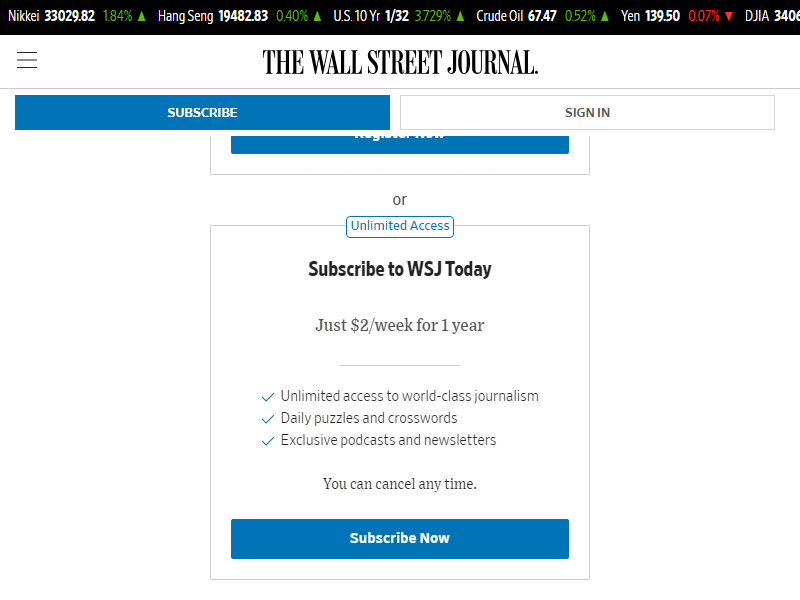 Nikkei 33029.82 1.84% ▲ Hang Seng 19482.83 0.40% ▲ U.S. 10 Yr 1/32 3.729% ▲ Crude Oil 67.47 0.52% ▲ Yen 139.50 0.07% ▼ DJIA
THE WALL STREET JOURNAL.
SUBSCRIBE SIGN IN
Register Now
or
Unlimited Access
Subscribe to WSJ Today
Just $2/week for 1 year
Unlimited access to world-class journalism
Daily puzzles and crosswords
Exclusive podcasts and newsletters
You can cancel any time.
Subscribe Now